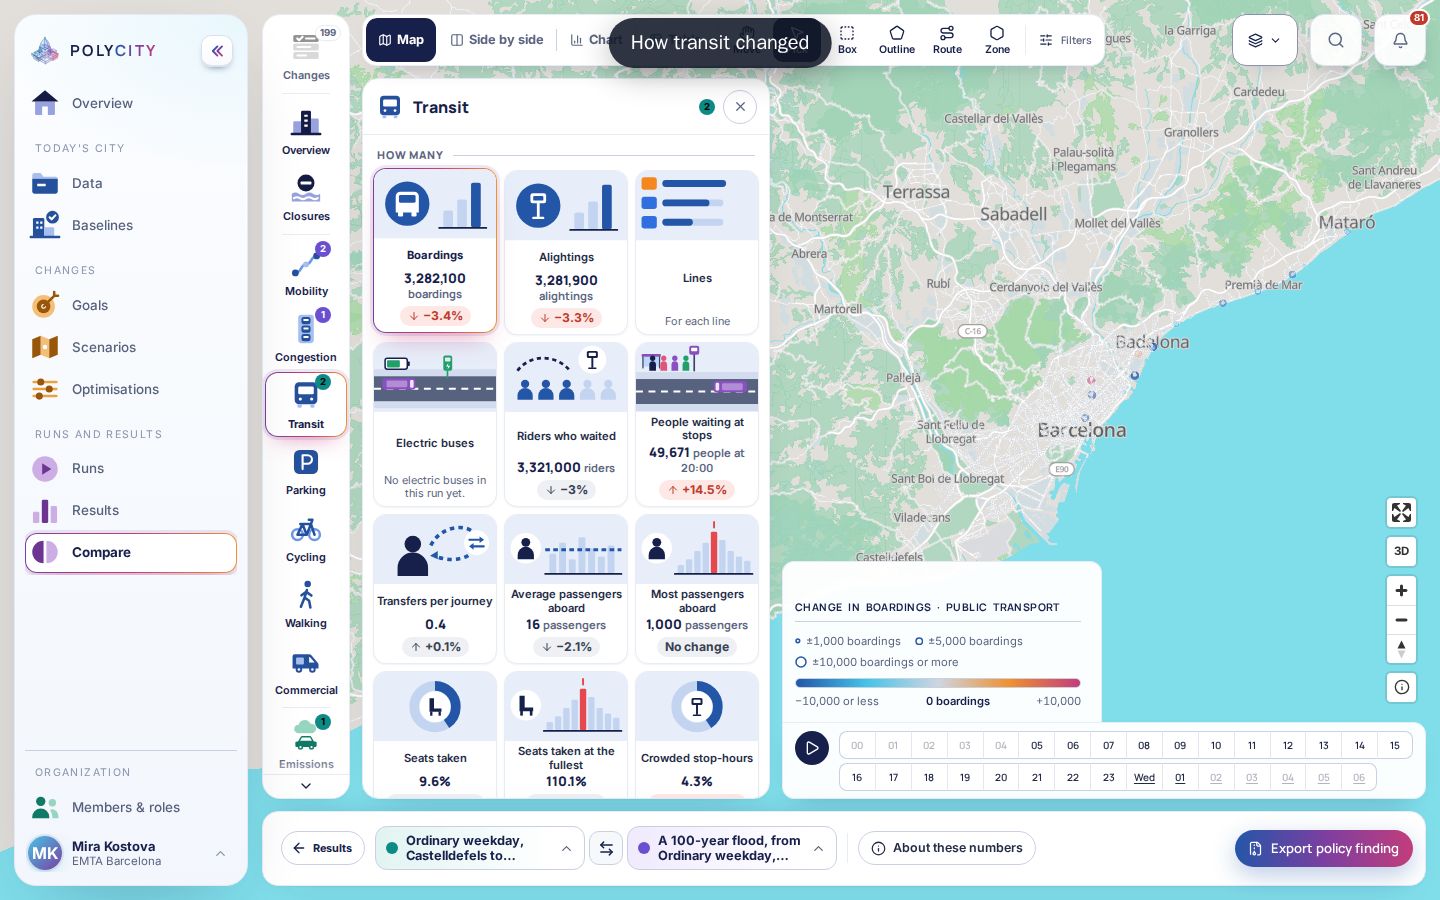 POLYCITY
Overview
TODAY'S CITY
Data
Baselines
CHANGES
Goals
Scenarios
Optimisations
RUNS AND RESULTS
Runs
Results
Compare
ORGANIZATION
Members & roles
MK
Mira Kostova
EMTA Barcelona
199
Changes
Overview
Closures
2
Mobility
1
Congestion
2
Transit
P
Parking
Cycling
Walking
Commercial
1
Emissions
Map
Side by side
How transit changed
Box
Outline
Route
Zone
Filters
81
Transit
2
HOW MANY
Boardings
3,282,100
boardings
↓ −3.4%
Alightings
3,281,900
alightings
↓ −3.3%
Lines
For each line
Electric buses
No electric buses in
this run yet.
Riders who waited
3,321,000 riders
↓ −3%
People waiting at
stops
49,671 people at
20:00
↑ +14.5%
Transfers per journey
0.4
↑ +0.1%
Average passengers
aboard
16 passengers
↓ −2.1%
Most passengers
aboard
1,000 passengers
No change
Seats taken
9.6%
Seats taken at the
fullest
110.1%
Crowded stop-hours
4.3%
la Garriga
Cardedeu
Castellar del Vallès
Granollers
Palau-solità
i Plegamans
Sant Andreu
de Llavaneres
Terrassa
Sabadell
Mollet del Vallès
Mataró
a de Montserrat
Abrera
Rubí
Cerdanyola del Vallès
Premià de Mar
Martorell
C-16
Badalona
Pallejà
Sant Feliu de
Llobregat
Barcelona
E90
Sant Boi de Llobregat
Viladecans
Castelldefels
3D
CHANGE IN BOARDINGS · PUBLIC TRANSPORT
±1,000 boardings
±5,000 boardings
±10,000 boardings or more
−10,000 or less
0 boardings
+10,000
00 01 02 03 04 05 06 07 08 09 10 11 12 13 14 15
16 17 18 19 20 21 22 23 Wed 01 02 03 04 05 06
Results
Ordinary weekday,
Castelldefels to…
A 100-year flood, from
Ordinary weekday,…
About these numbers
Export policy finding